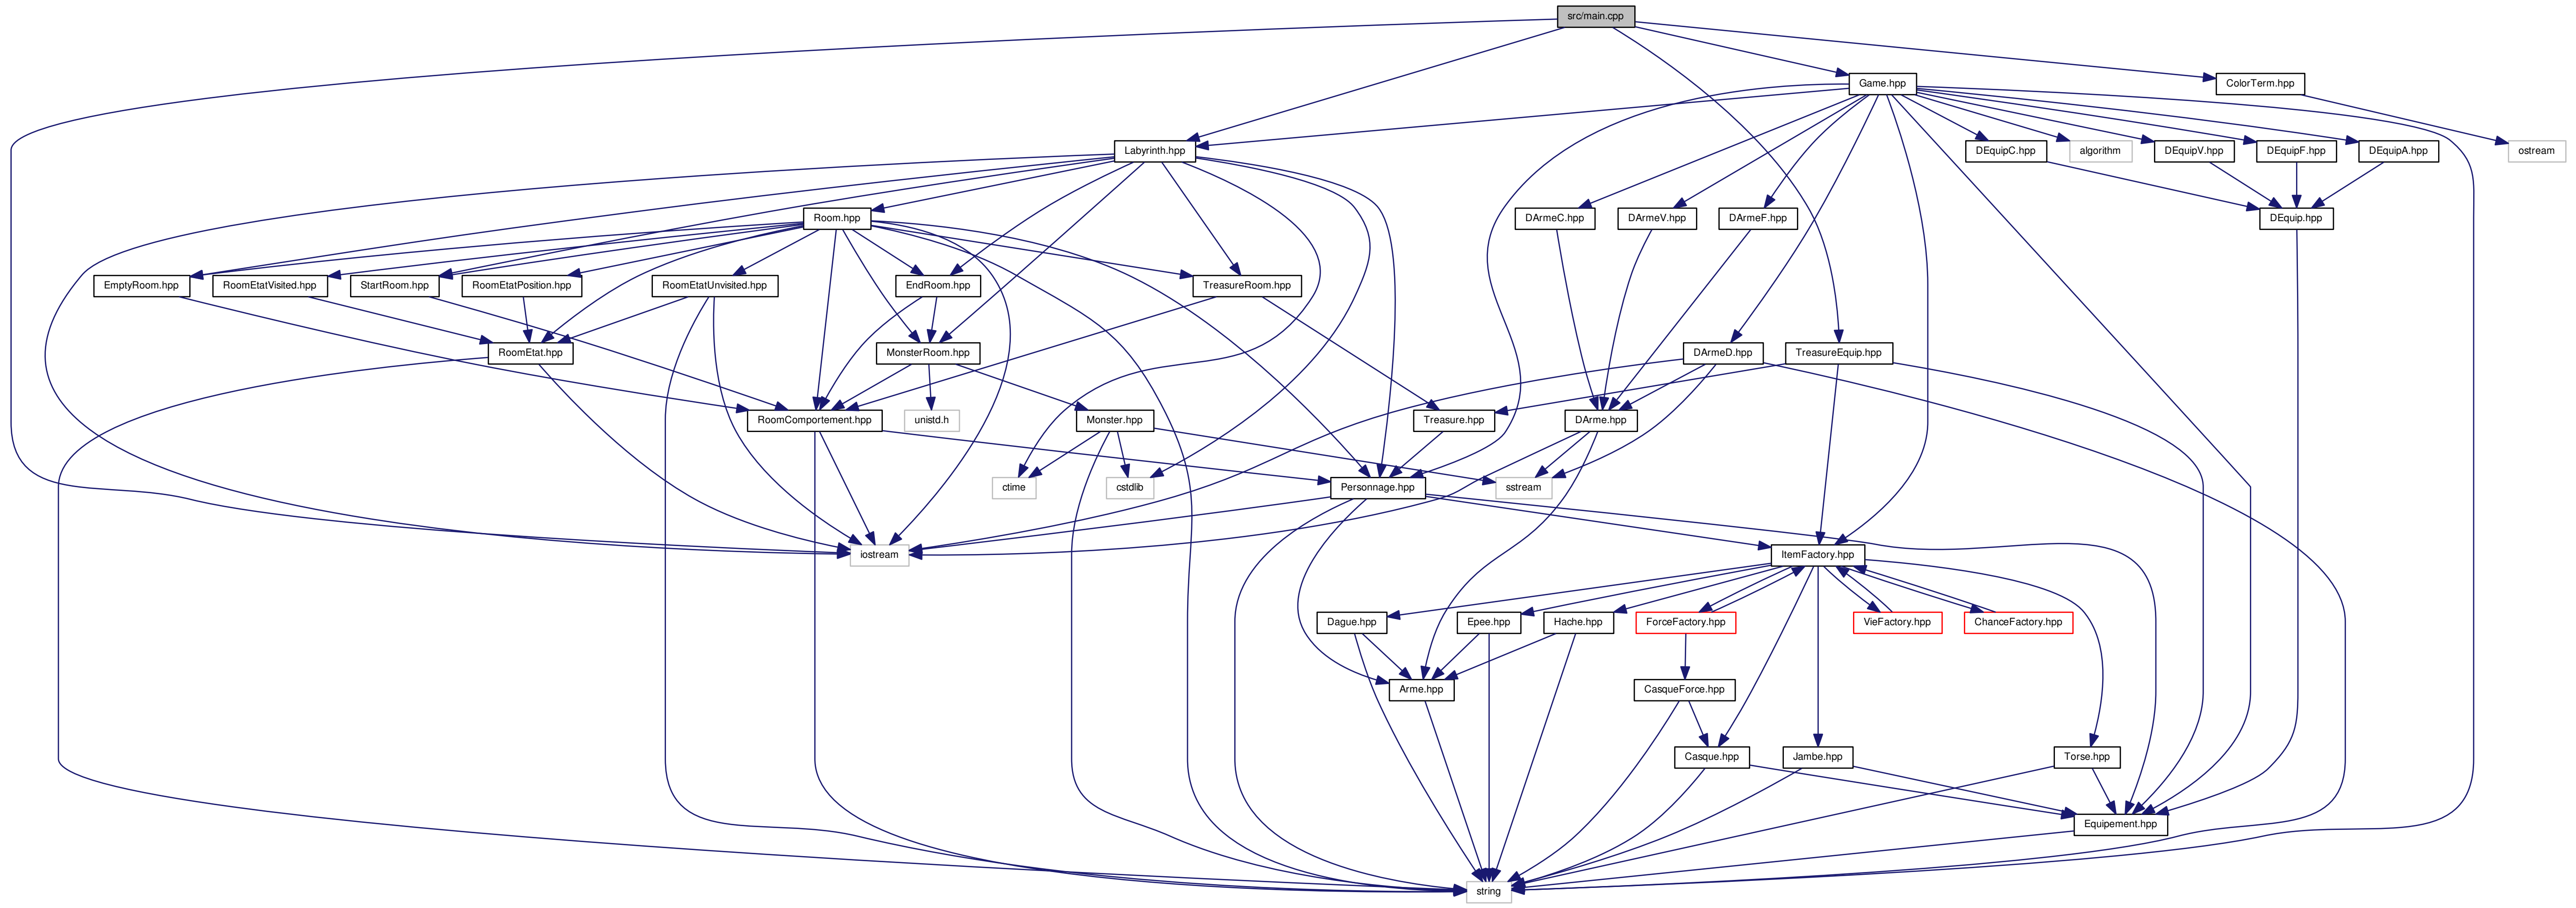 src/main.cpp
Game.hpp
ColorTerm.hpp
Labyrinth.hpp
DEquipC.hpp
algorithm
DEquipV.hpp
DEquipF.hpp
DEquipA.hpp
ostream
Room.hpp
DArmeC.hpp
DArmeV.hpp
DArmeF.hpp
DEquip.hpp
EmptyRoom.hpp
RoomEtatVisited.hpp
StartRoom.hpp
RoomEtatPosition.hpp
RoomEtatUnvisited.hpp
EndRoom.hpp
TreasureRoom.hpp
RoomEtat.hpp
MonsterRoom.hpp
DArmeD.hpp
TreasureEquip.hpp
RoomComportement.hpp
unistd.h
Monster.hpp
Treasure.hpp
DArme.hpp
ctime
cstdlib
Personnage.hpp
sstream
iostream
ItemFactory.hpp
Dague.hpp
Epee.hpp
Hache.hpp
ForceFactory.hpp
VieFactory.hpp
ChanceFactory.hpp
Arme.hpp
CasqueForce.hpp
Casque.hpp
Jambe.hpp
Torse.hpp
Equipement.hpp
string